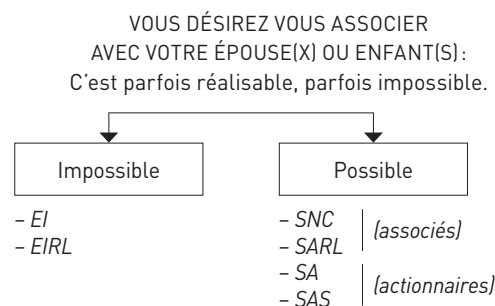 VOUS DÉSIREZ VOUS ASSOCIER
AVEC VOTRE ÉPOUSE(X) OU ENFANT(S) :
C'est parfois réalisable, parfois impossible.
Impossible
– EI
– EIRL
Possible
– SNC
– SARL
(associés)
– SA
– SAS
(actionnaires)